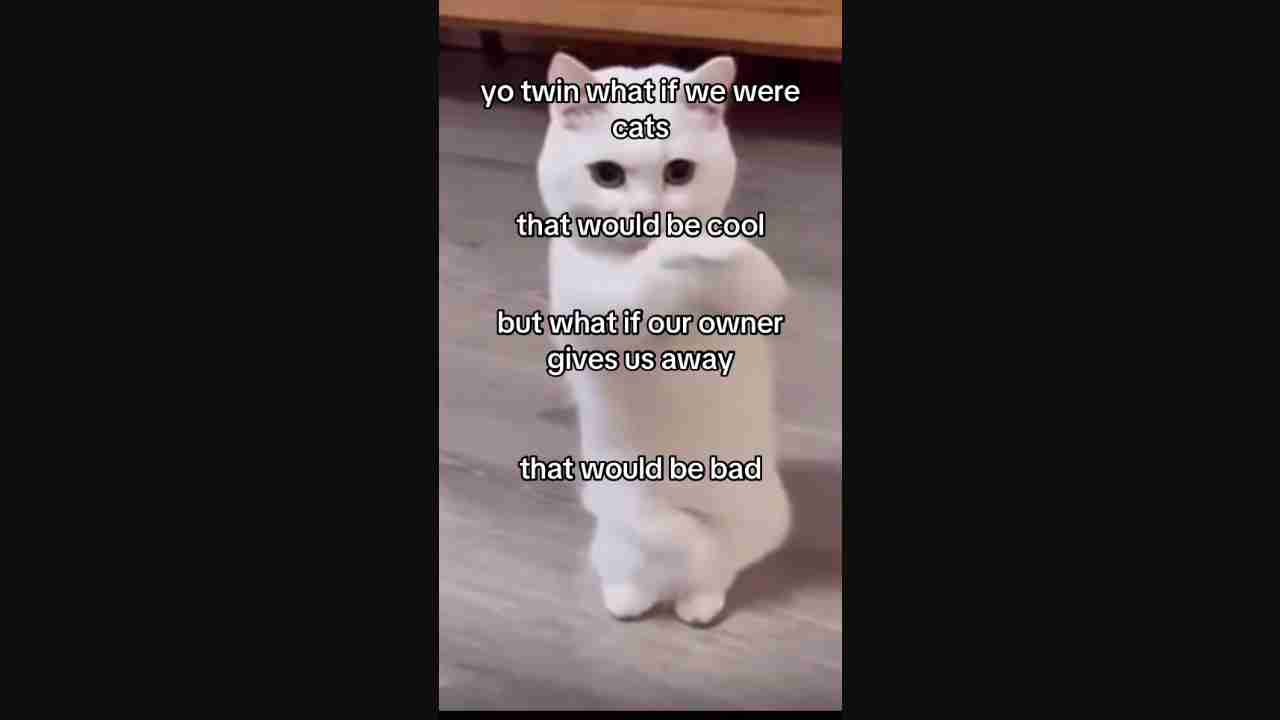 yo twin what if we were
cats
that would be cool
but what if our owner
gives us away
that would be bad